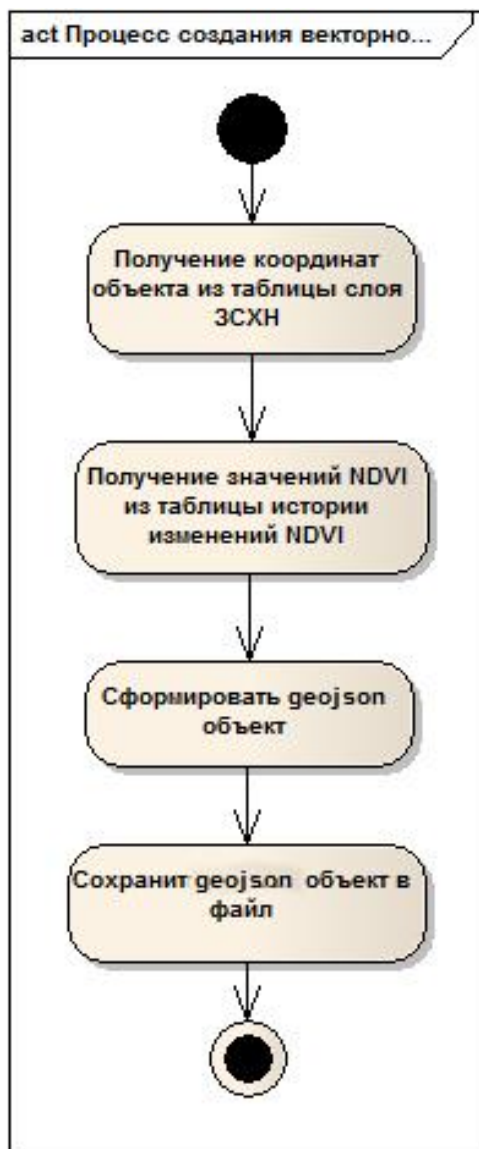 act Процесс создания векторно...
Получение координат
объекта из таблицы слоя
ЗСХН
Получение значений NDVI
из таблицы истории
изменений NDVI
Сформировать geojson
объект
Сохранит geojson объект в
файл